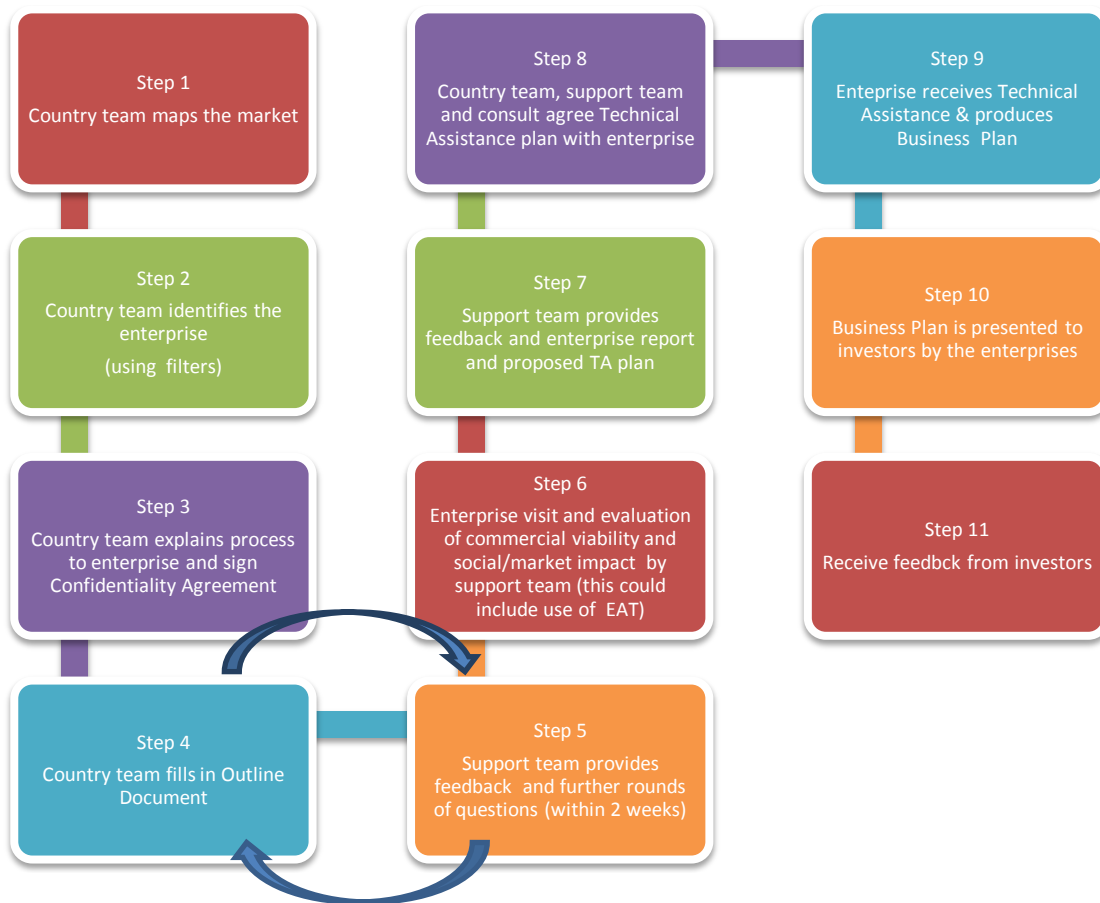 Step 1
Country team maps the market
Step 2
Country team identifies the
enterprise
(using filters)
Step 3
Country team explains process
to enterprise and sign
Confidentiality Agreement
Step 4
Country team fills in Outline
Document
Step 5
Support team provides
feedback and further rounds
of questions (within 2 weeks)
Step 6
Enterprise visit and evaluation
of commercial viability and
social/market impact by
support team (this could
include use of EAT)
Step 7
Support team provides
feedback and enterprise report
and proposed TA plan
Step 8
Country team, support team
and consult agree Technical
Assistance plan with enterprise
Step 9
Enteprise receives Technical
Assistance & produces
Business Plan
Step 10
Business Plan is presented to
investors by the enterprises
Step 11
Receive feedbck from investors